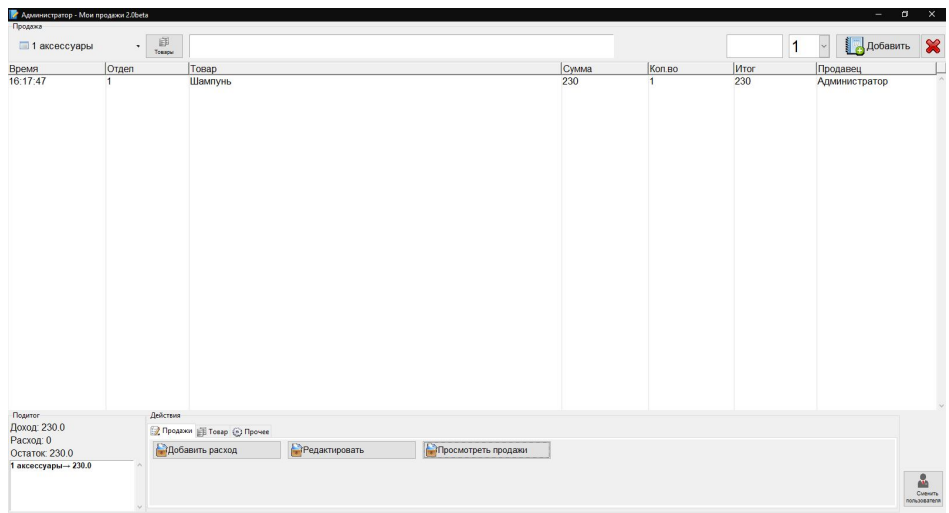 Администратор - Мои продажи 2.0beta
Продажа
1 аксессуары
Товары
1
Добавить
Время Отдел Товар Сумма Кол.во Итог Продавец
16:17:47 1 Шампунь 230 1 230 Администратор
Подитог
Доход: 230.0
Расход: 0
Остаток: 230.0
1 аксессуары→ 230.0
Действия
Продажи Товар Прочее
Добавить расход Редактировать Просмотреть продажи
Сменить
пользователя